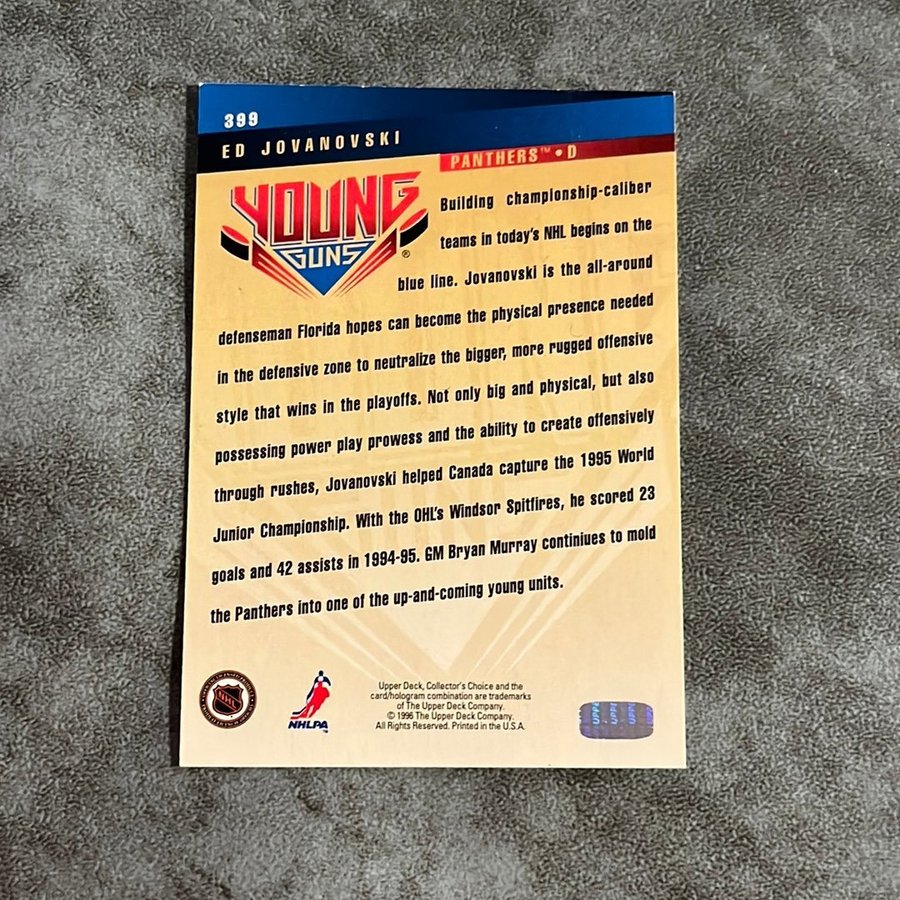 399
ED JOVANOVSKI
PANTHERS™ • D
YOUNG
GUNS
®
Building championship-caliber
teams in today's NHL begins on the
blue line. Jovanovski is the all-around
defenseman Florida hopes can become the physical presence needed
in the defensive zone to neutralize the bigger, more rugged offensive
style that wins in the playoffs. Not only big and physical, but also
possessing power play prowess and the ability to create offensively
through rushes, Jovanovski helped Canada capture the 1995 World
Junior Championship. With the OHL's Windsor Spitfires, he scored 23
goals and 42 assists in 1994-95. GM Bryan Murray continiues to mold
the Panthers into one of the up-and-coming young units.
NHL
NHLPA
Upper Deck, Collector's Choice and the
card/hologram combination are trademarks
of The Upper Deck Company.
© 1996 The Upper Deck Company.
All Rights Reserved. Printed in the U.S.A.